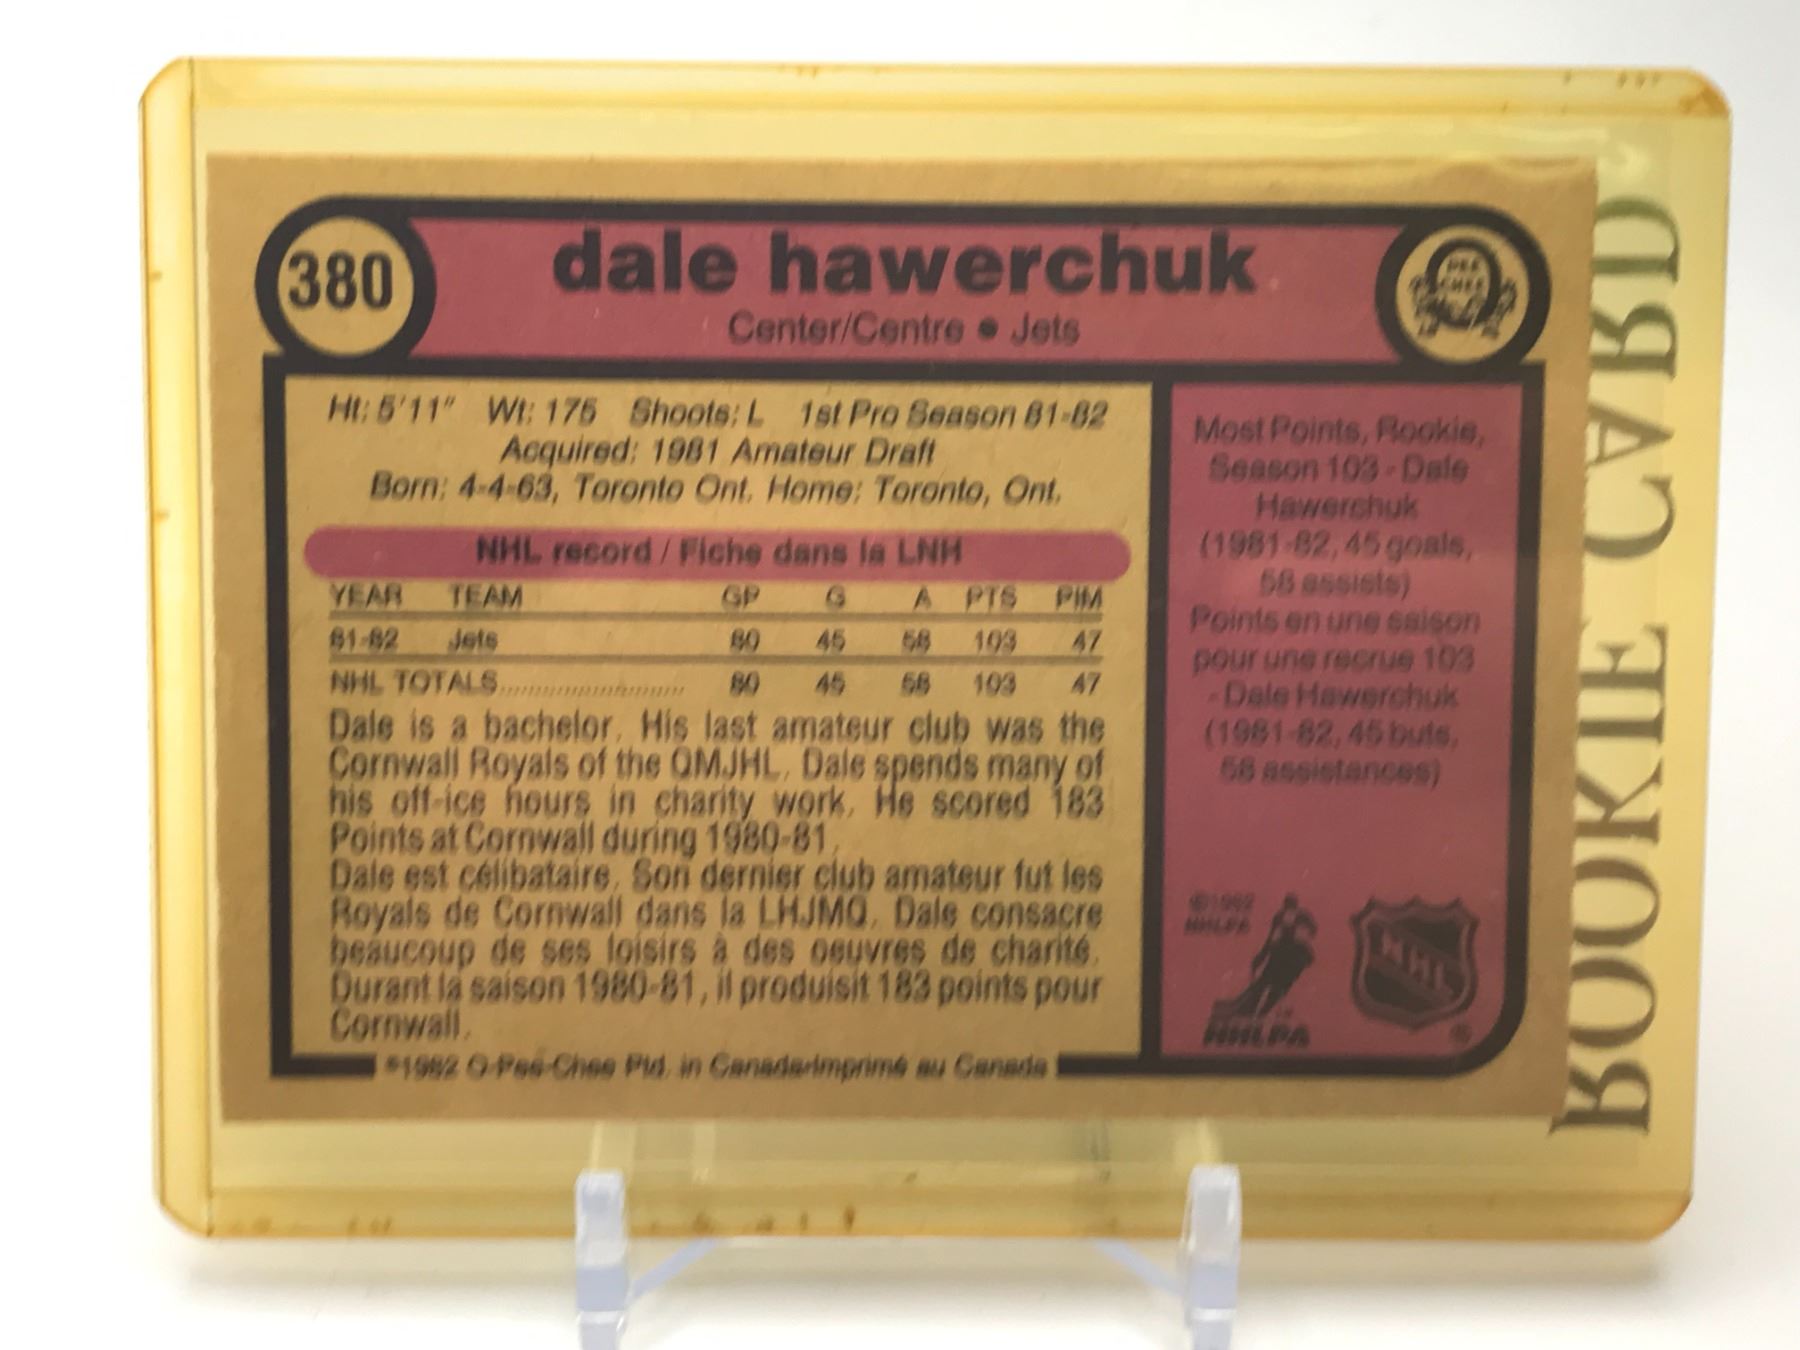 380
dale hawerchuk
Center/Centre • Jets
PEE
CHEE
Ht: 5'11" Wt: 175 Shoots: L 1st Pro Season 81-82
Acquired: 1981 Amateur Draft
Born: 4-4-63, Toronto Ont. Home: Toronto, Ont.
NHL record / Fiche dans la LNH
YEAR TEAM GP G A PTS PIM
81-82 Jets 80 45 58 103 47
NHL TOTALS........................... 80 45 58 103 47
Dale is a bachelor. His last amateur club was the
Cornwall Royals of the QMJHL. Dale spends many of
his off-ice hours in charity work. He scored 183
Points at Cornwall during 1980-81.
Dale est célibataire. Son dernier club amateur fut les
Royals de Cornwall dans la LHJMQ. Dale consacre
beaucoup de ses loisirs à des oeuvres de charité.
Durant la saison 1980-81, il produisit 183 points pour
Cornwall.
©1982 O-Pee-Chee Ptd. in Canada-Imprimé au Canada
Most Points, Rookie,
Season 103 - Dale
Hawerchuk
(1981-82, 45 goals,
58 assists)
Points en une saison
pour une recrue 103
- Dale Hawerchuk
(1981-82, 45 buts,
58 assistances)
©1982
NHLPA
NHLPA
NHL
®
ROOKIE CARD